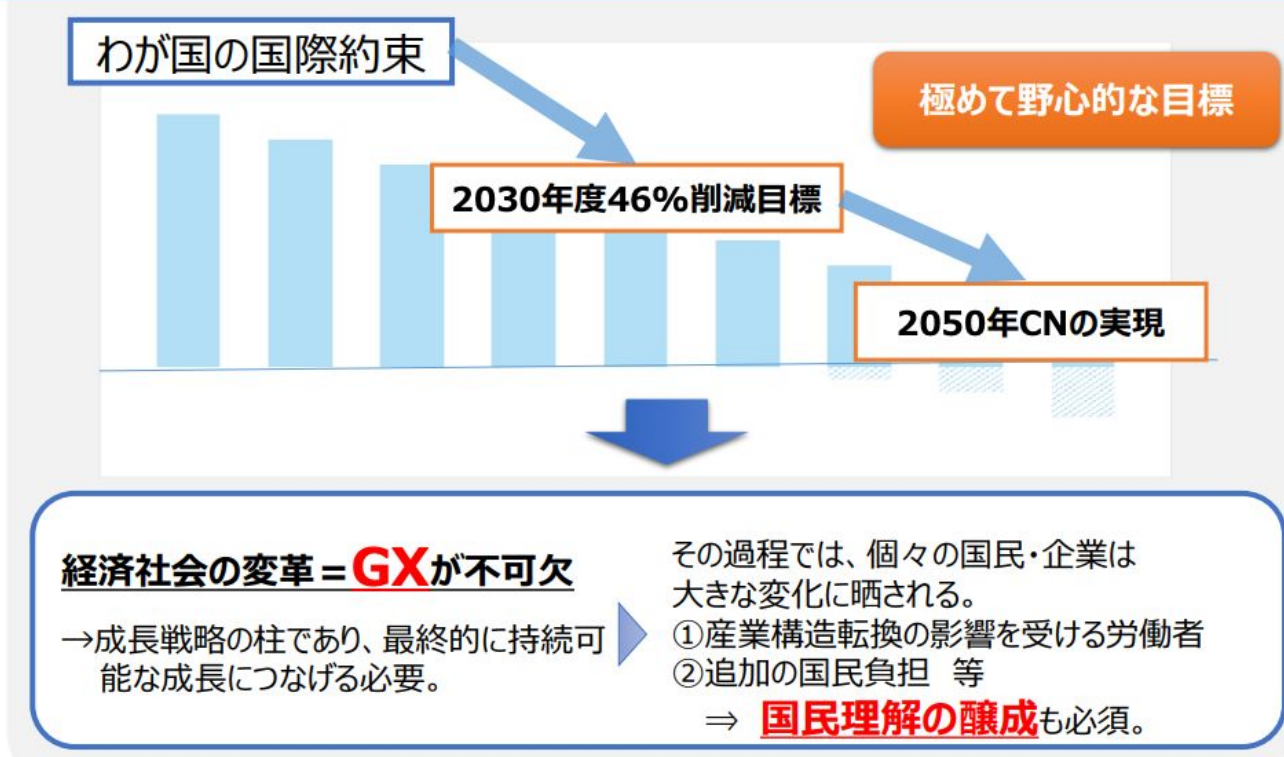 わが国の国際約束
極めて野心的な目標
2030年度46%削減目標
2050年CNの実現
経済社会の変革=GXが不可欠
→成長戦略の柱であり、最終的に持続可
能な成長につなげる必要。
その過程では、個々の国民・企業は
大きな変化に晒される。
①産業構造転換の影響を受ける労働者
②追加の国民負担 等
⇒ 国民理解の醸成も必須。